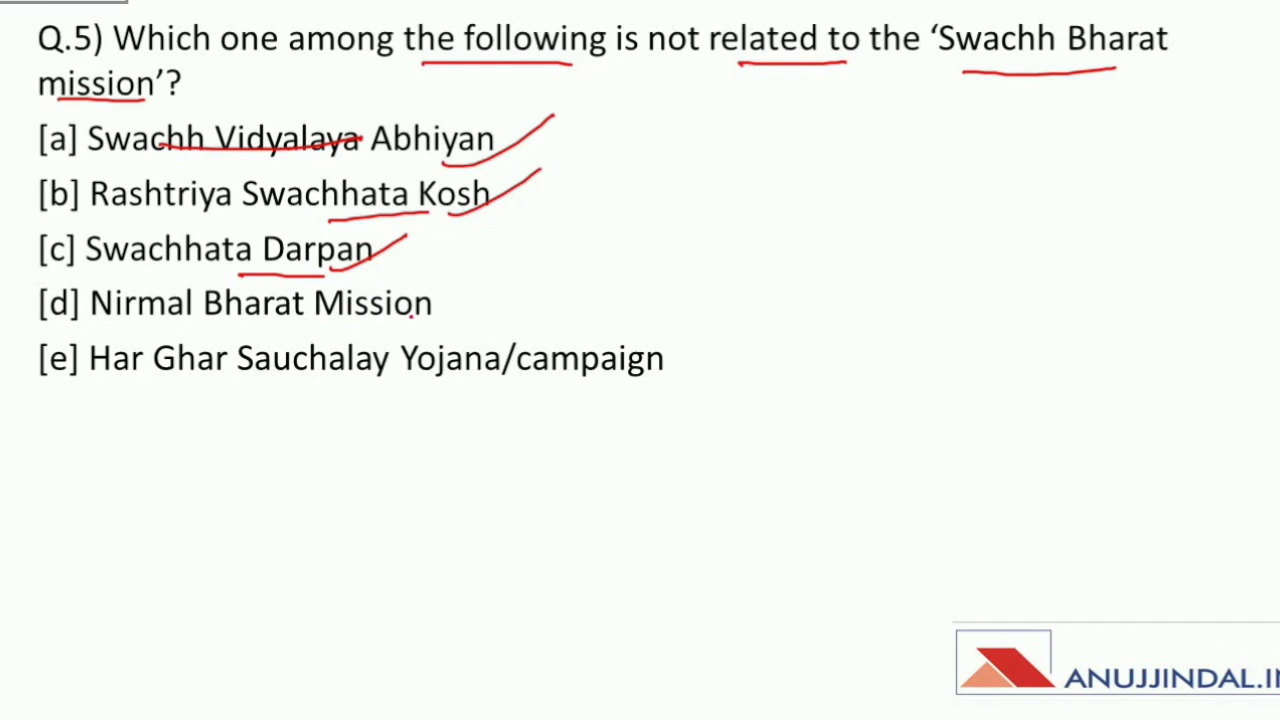 Q.5) Which one among the following is not related to the ‘Swachh Bharat
mission’?
[a] Swachh Vidyalaya Abhiyan
[b] Rashtriya Swachhata Kosh
[c] Swachhata Darpan
[d] Nirmal Bharat Mission
[e] Har Ghar Sauchalay Yojana/campaign
ANUJJINDAL.IN